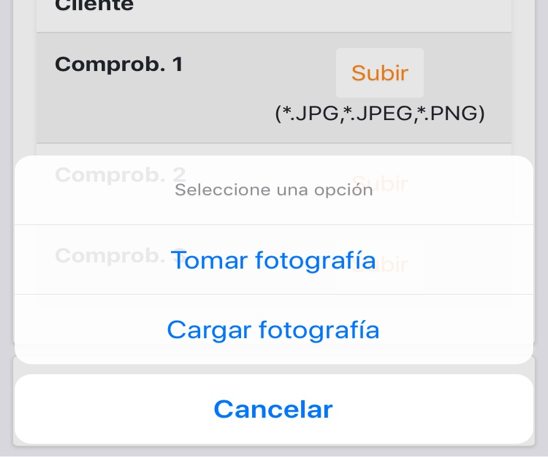 Cliente
Comprob. 1
Subir
(*.JPG,*.JPEG,*.PNG)
Comprob. 2
Subir
Seleccione una opción
Comprob.
Tomar fotografía
Cargar fotografía
Cancelar